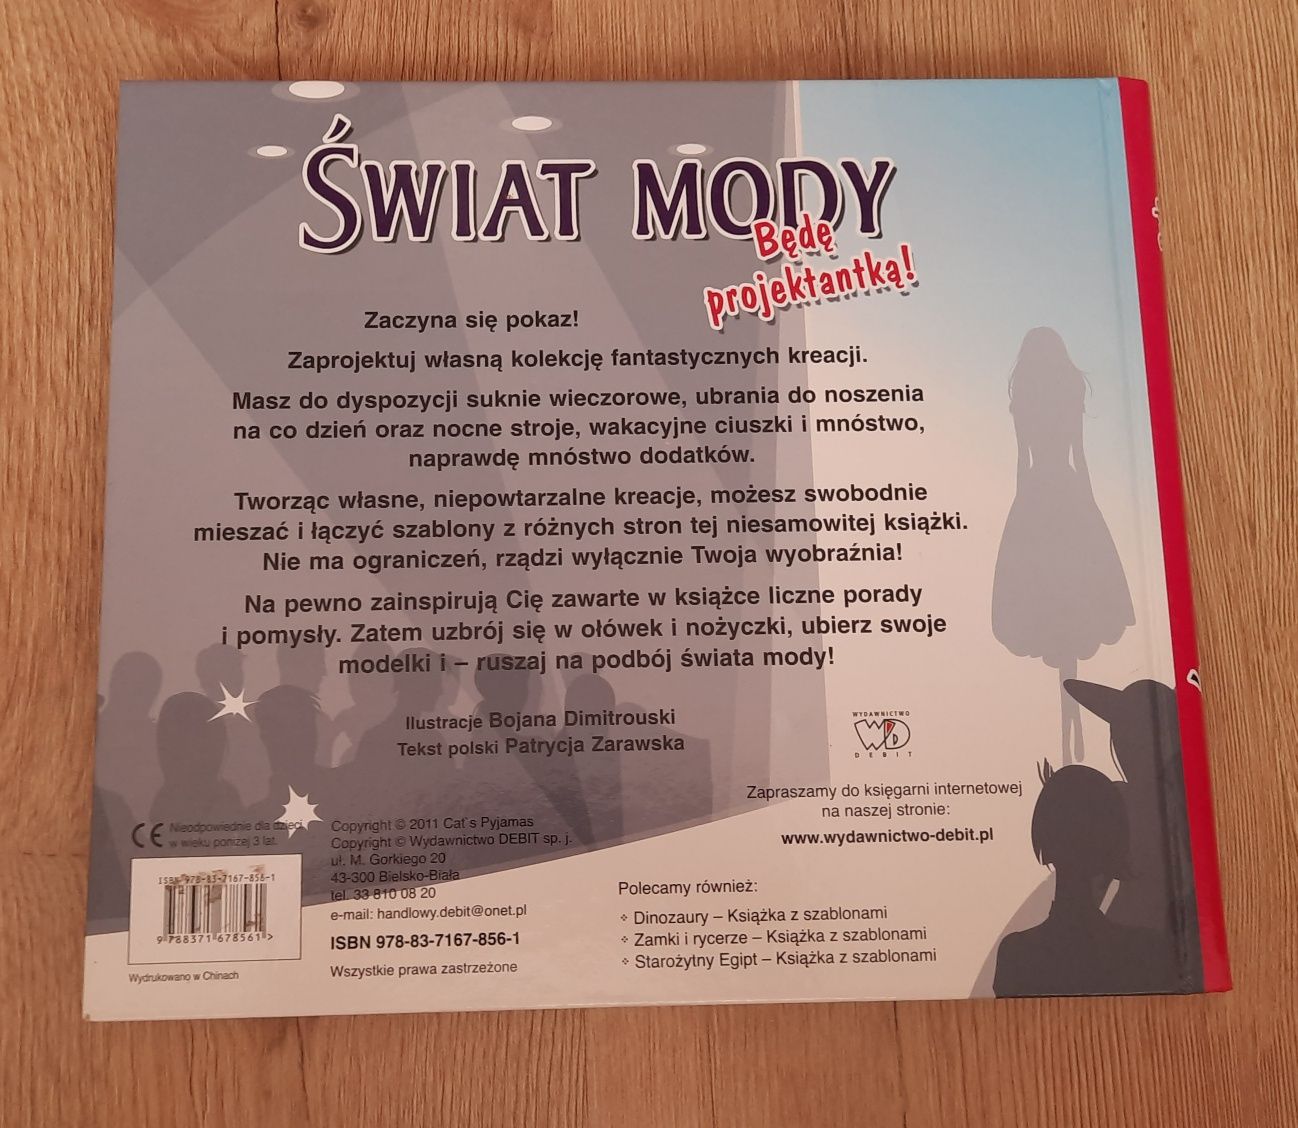 Świat mody
Będę
projektantką!
Zaczyna się pokaz!
Zaprojektuj własną kolekcję fantastycznych kreacji.
Masz do dyspozycji suknie wieczorowe, ubrania do noszenia
na co dzień oraz nocne stroje, wakacyjne ciuszki i mnóstwo,
naprawdę mnóstwo dodatków.
Tworząc własne, niepowtarzalne kreacje, możesz swobodnie
mieszać i łączyć szablony z różnych stron tej niesamowitej książki.
Nie ma ograniczeń, rządzi wyłącznie Twoja wyobraźnia!
Na pewno zainspirują Cię zawarte w książce liczne porady
i pomysły. Zatem uzbrój się w ołówek i nożyczki, ubierz swoje
modelki i – ruszaj na podbój świata mody!
Ilustracje Bojana Dimitrouski
Tekst polski Patrycja Zarawska
WYDAWNICTWO
WD
DEBIT
Zapraszamy do księgarni internetowej
na naszej stronie:
www.wydawnictwo-debit.pl
CE Nieodpowiednie dla dzieci
w wieku poniżej 3 lat.
ISBN 978-83-7167-856-1
9 788371 678561 >
Wydrukowano w Chinach
Copyright © 2011 Cat`s Pyjamas
Copyright © Wydawnictwo DEBIT sp. j.
ul. M. Gorkiego 20
43-300 Bielsko-Biała
tel. 33 810 08 20
e-mail: handlowy.debit@onet.pl
ISBN 978-83-7167-856-1
Wszystkie prawa zastrzeżone
Polecamy również:
Dinozaury – Książka z szablonami
Zamki i rycerze – Książka z szablonami
Starożytny Egipt – Książka z szablonami